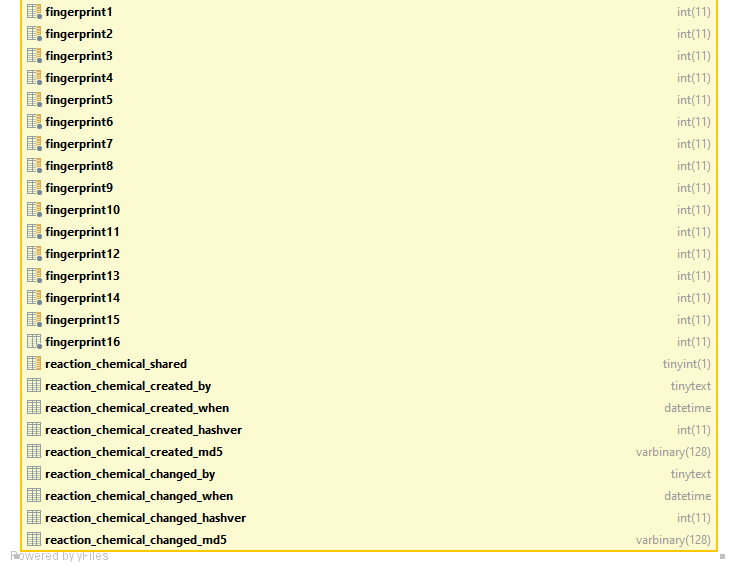 fingerprint1 int(11)
fingerprint2 int(11)
fingerprint3 int(11)
fingerprint4 int(11)
fingerprint5 int(11)
fingerprint6 int(11)
fingerprint7 int(11)
fingerprint8 int(11)
fingerprint9 int(11)
fingerprint10 int(11)
fingerprint11 int(11)
fingerprint12 int(11)
fingerprint13 int(11)
fingerprint14 int(11)
fingerprint15 int(11)
fingerprint16 int(11)
reaction_chemical_shared tinyint(1)
reaction_chemical_created_by tinytext
reaction_chemical_created_when datetime
reaction_chemical_created_hashver int(11)
reaction_chemical_created_md5 varbinary(128)
reaction_chemical_changed_by tinytext
reaction_chemical_changed_when datetime
reaction_chemical_changed_hashver int(11)
reaction_chemical_changed_md5 varbinary(128)
Powered by yFiles